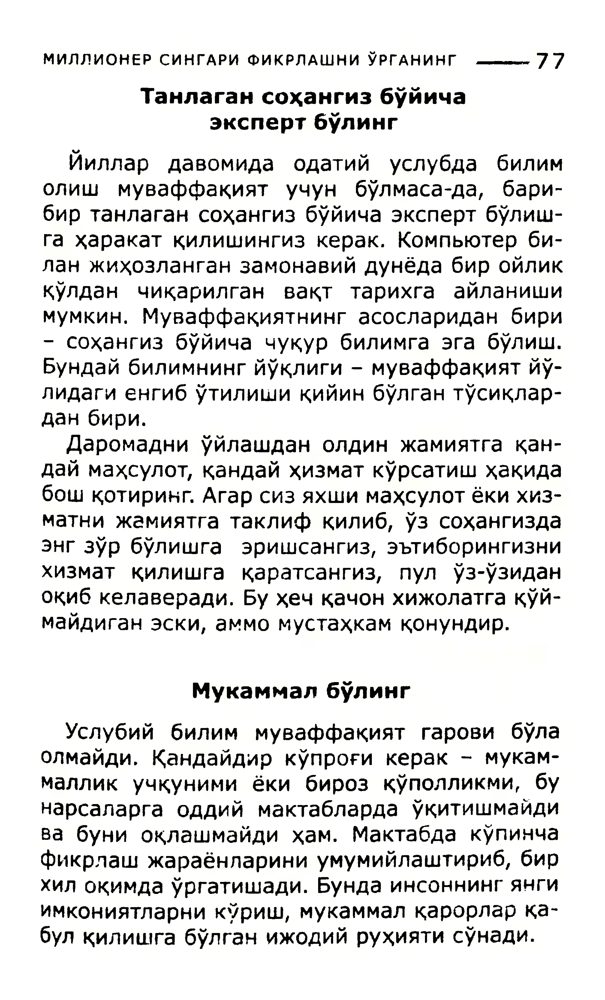 МИЛЛИОНЕР СИНГАРИ ФИКРЛАШНИ ЎРГАНИНГ —— 77
Танлаган соҳангиз бўйича
эксперт бўлинг
Йиллар давомида одатий услубда билим
олиш муваффақият учун бўлмаса-да, бари-
бир танлаган соҳангиз бўйича эксперт бўлиш-
га ҳаракат қилишингиз керак. Компьютер би-
лан жиҳозланган замонавий дунёда бир ойлик
қўлдан чиқарилган вақт тарихга айланиши
мумкин. Муваффақиятнинг асосларидан бири
– соҳангиз бўйича чуқур билимга эга бўлиш.
Бундай билимнинг йўқлиги – муваффақият йў-
лидаги енгиб ўтилиши қийин бўлган тўсиқлар-
дан бири.
Даромадни ўйлашдан олдин жамиятга қан-
дай маҳсулот, қандай ҳизмат кўрсатиш ҳақида
бош қотиринг. Агар сиз яхши маҳсулот ёки хиз-
матни жамиятга таклиф қилиб, ўз соҳангизда
энг зўр бўлишга эришсангиз, эътиборингизни
хизмат қилишга қаратсангиз, пул ўз-ўзидан
оқиб келаверади. Бу ҳеч қачон хижолатга қўй-
майдиган эски, аммо мустаҳкам қонундир.
Мукаммал бўлинг
Услубий билим муваффақият гарови бўла
олмайди. Қандайдир кўпроғи керак – мукам-
маллик учқуними ёки бироз қўполликми, бу
нарсаларга оддий мактабларда ўқитишмайди
ва буни оқлашмайди ҳам. Мактабда кўпинча
фикрлаш жараёнларини умумийлаштириб, бир
хил оқимда ўргатишади. Бунда инсоннинг янги
имкониятларни кўриш, мукаммал қарорлар қа-
бул қилишга бўлган ижодий руҳияти сўнади.